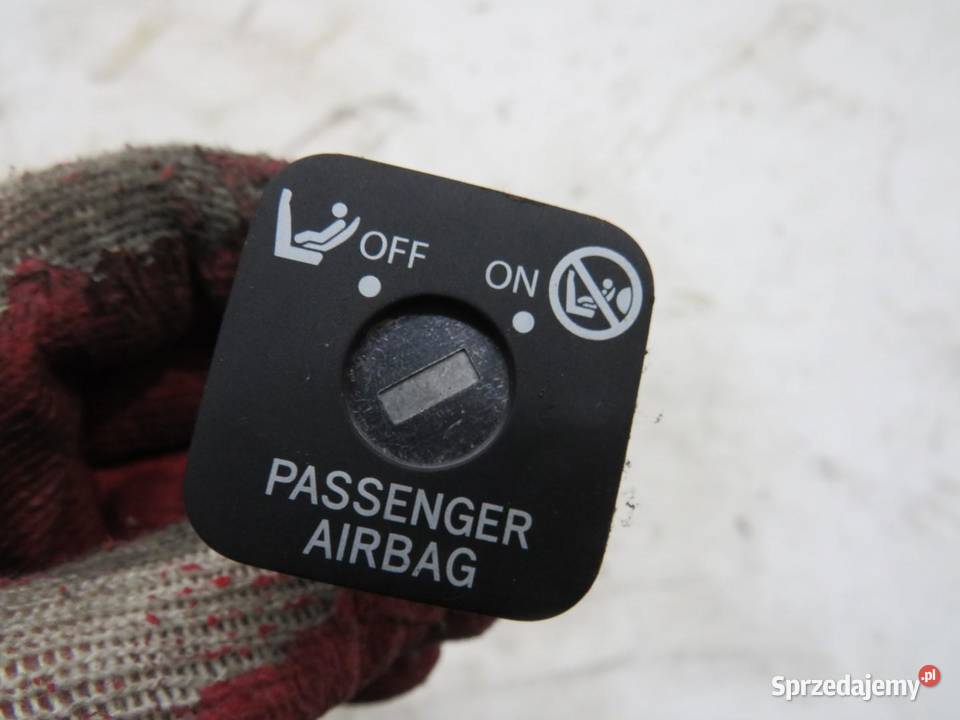 OFF
ON
PASSENGER
AIRBAG
Sprzedajemy.pl